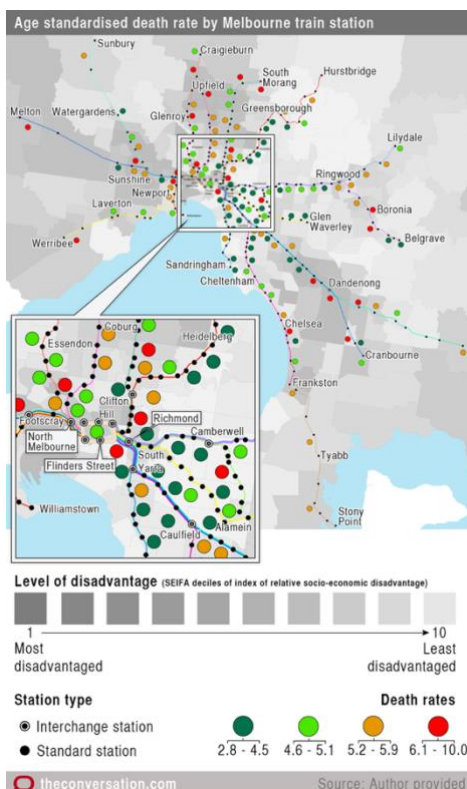 Age standardised death rate by Melbourne train station
Sunbury
Craigieburn
Upfield
South
Morang
Hurstbridge
Watergardens
Greensborough
Melton
Glenroy
Lilydale
Sunshine
Ringwood
Newport
Laverton
Boronia
Glen
Waverley
Belgrave
Werribee
Sandringham
Cheltenham
Dandenong
Chelsea
Cranbourne
Frankston
Tyabb
Stony
Point
Coburg
Essendon
Heidelberg
Clifton
Hill
Richmond
Footscray
Camberwell
North
Melbourne
South
Yarra
Flinders Street
Williamstown
Alamein
Caulfield
Level of disadvantage (SEIFA deciles of index of relative socio-economic disadvantage)
1 10
Most Least
disadvantaged disadvantaged
Station type Death rates
Interchange station
Standard station
2.8 - 4.5 4.6 - 5.1 5.2 - 5.9 6.1 - 10.0
theconversation.com Source: Author provided